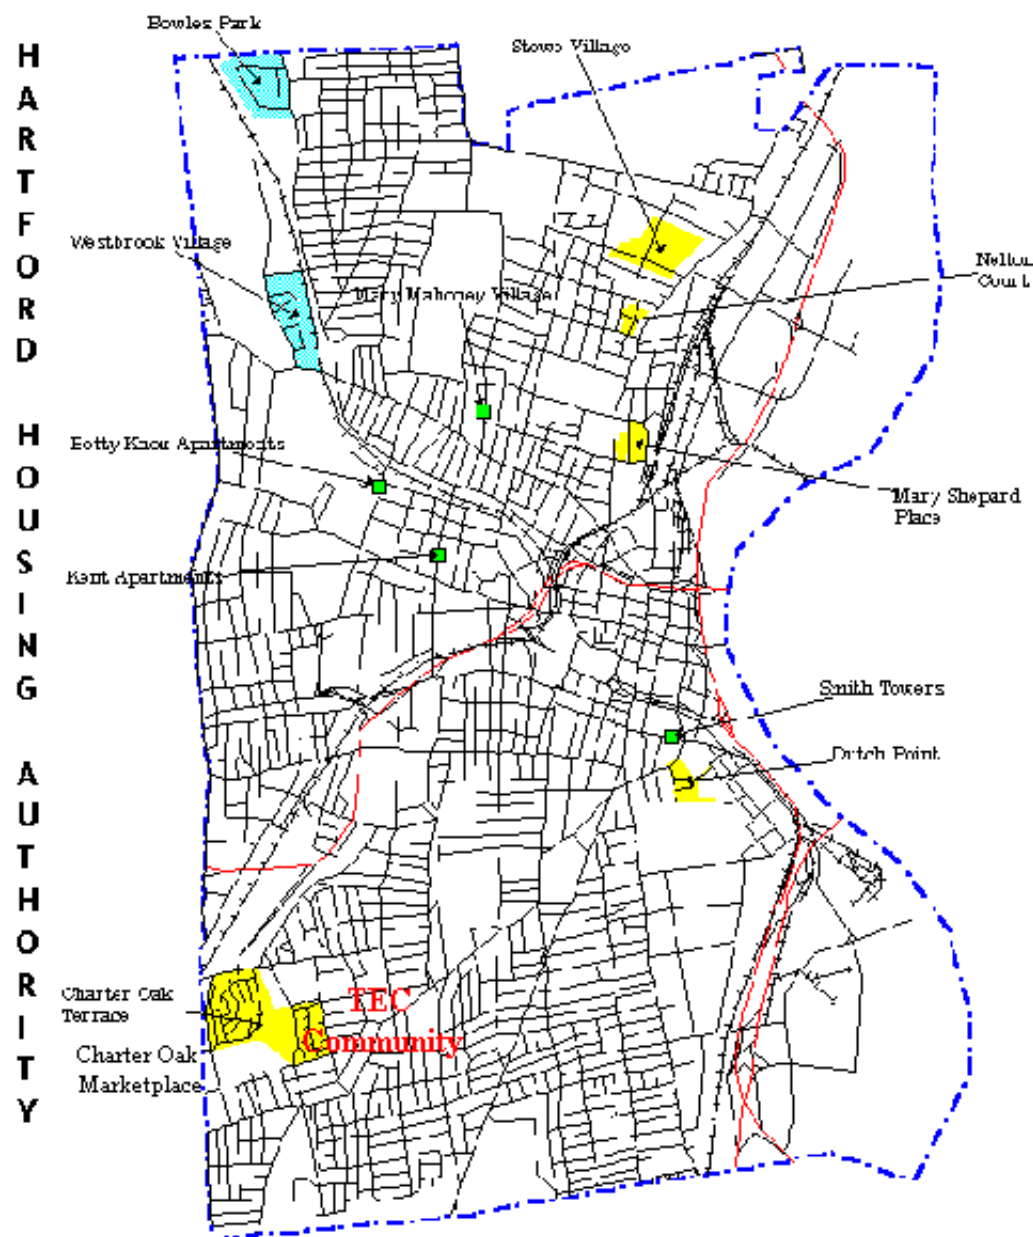 HARTFORD HOUSING AUTHORITY
Bowles Park
Stowe Village
Westbrook Village
Nelton
Court
Mary Mahoney Village
Betty Knox Apartments
Mary Shepard
Place
Kent Apartments
Smith Towers
Dutch Point
Charter Oak
Terrace
TEC
Community
Charter Oak
Marketplace